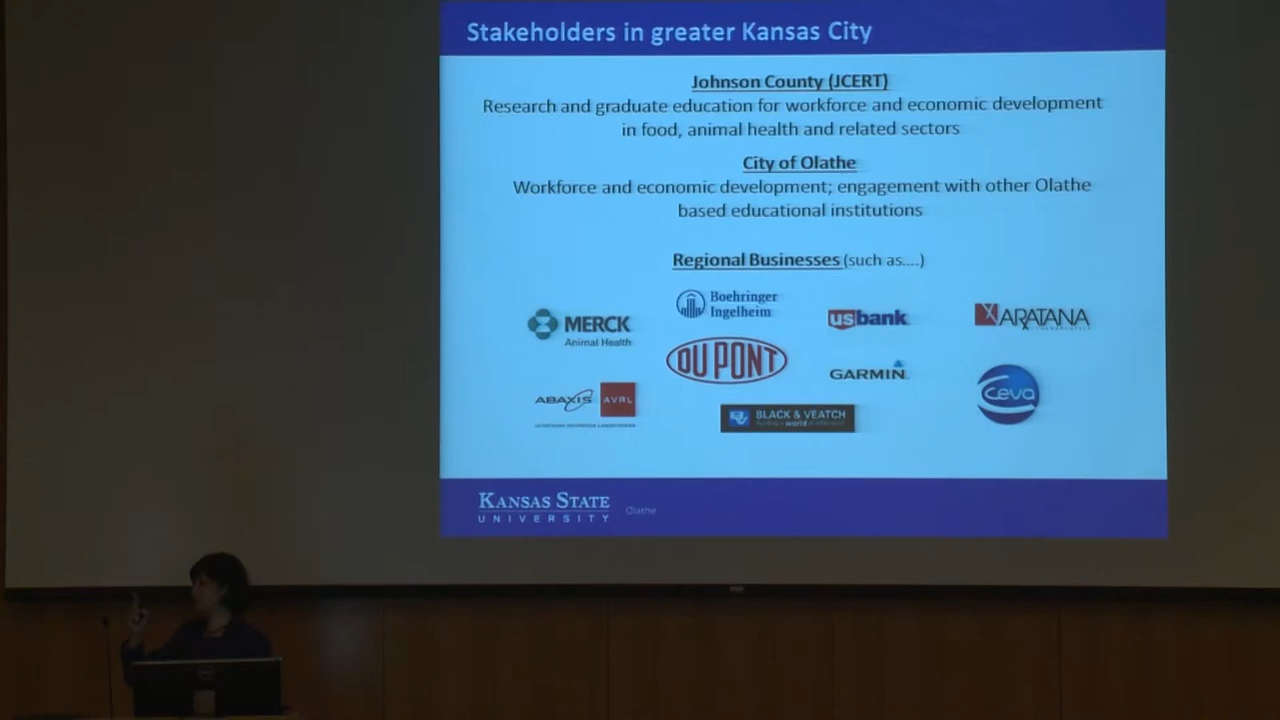 Stakeholders in greater Kansas City
Johnson County (JCERT)
Research and graduate education for workforce and economic development
in food, animal health and related sectors
City of Olathe
Workforce and economic development; engagement with other Olathe
based educational institutions
Regional Businesses (such as....)
Boehringer
Ingelheim
MERCK
Animal Health
usbank
ARATANA
DU PONT
GARMIN
ceva
ABAXIS AVRL
BLACK & VEATCH
KANSAS STATE
UNIVERSITY
Olathe